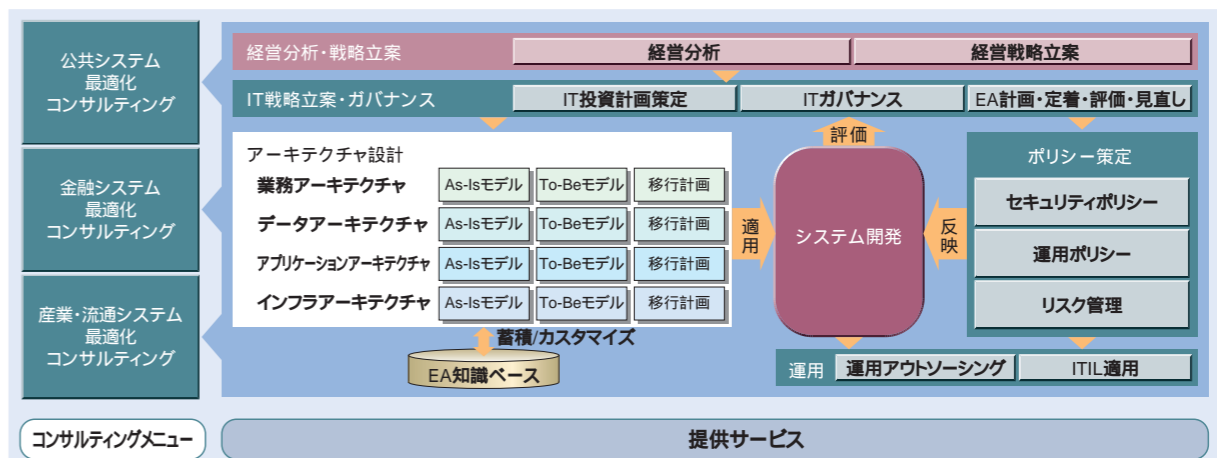 公共システム
最適化
コンサルティング
金融システム
最適化
コンサルティング
産業・流通システム
最適化
コンサルティング
コンサルティングメニュー
経営分析・戦略立案
経営分析
経営戦略立案
IT戦略立案・ガバナンス
IT投資計画策定
ITガバナンス
EA計画・定着・評価・見直し
アーキテクチャ設計
業務アーキテクチャ
As-Isモデル
To-Beモデル
移行計画
データアーキテクチャ
As-Isモデル
To-Beモデル
移行計画
アプリケーションアーキテクチャ
As-Isモデル
To-Beモデル
移行計画
インフラアーキテクチャ
As-Isモデル
To-Beモデル
移行計画
蓄積/カスタマイズ
EA知識ベース
適用
評価
システム開発
反映
ポリシー策定
セキュリティポリシー
運用ポリシー
リスク管理
運用
運用アウトソーシング
ITIL適用
提供サービス